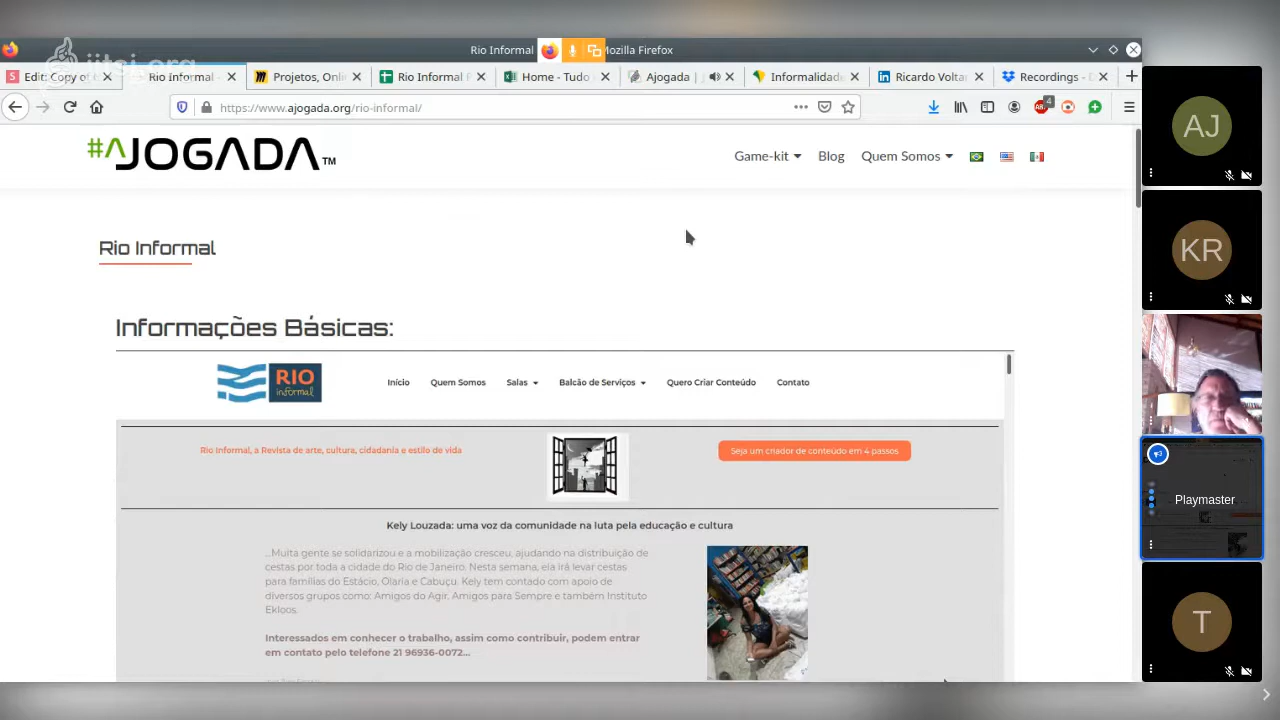 jitsi.org
Rio Informal
Mozilla Firefox
Edit: Copy of
Rio Informal -
Projetos, Onli
Rio Informal P
Home - Tudo
Ajogada |
Informalidade
Ricardo Voltar
Recordings - D
https://www.ajogada.org/rio-informal/
4
#AJOGADA™
Game-kit
Blog
Quem Somos
Rio Informal
Informações Básicas:
RIO
informal
Início
Quem Somos
Salas
Balcão de Serviços
Quero Criar Conteúdo
Contato
Rio Informal, a Revista de arte, cultura, cidadania e estilo de vida
Seja um criador de conteúdo em 4 passos
Kely Louzada: uma voz da comunidade na luta pela educação e cultura
...Muita gente se solidarizou e a mobilização cresceu, ajudando na distribuição de
cestas por toda a cidade do Rio de Janeiro. Nesta semana, ela irá levar cestas
para famílias do Estácio, Olaria e Cabuçu. Kely tem contado com apoio de
diversos grupos como: Amigos do Agir, Amigos para Sempre e também Instituto
Ekloos.
Interessados em conhecer o trabalho, assim como contribuir, podem entrar
em contato pelo telefone 21 96936-0072...
AJ
KR
Playmaster
T